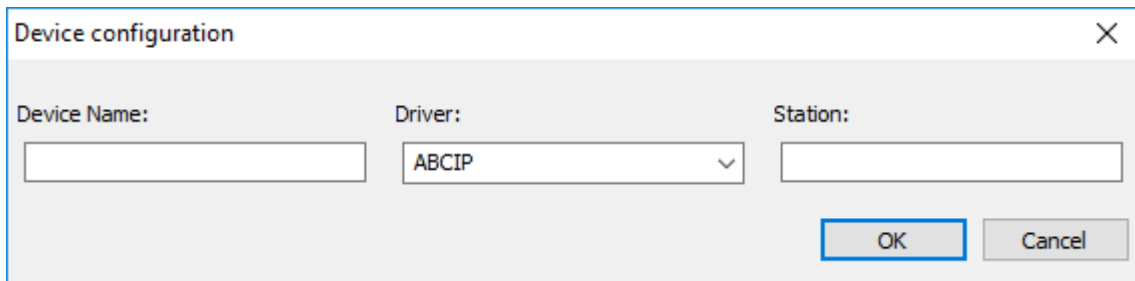 Device configuration
Device Name:
Driver:
Station:
ABCIP
OK
Cancel